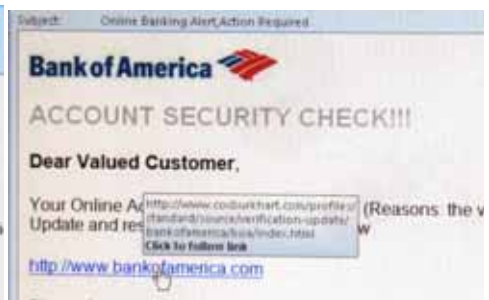 Subject: Online Banking Alert,Action Required
Bank of America
ACCOUNT SECURITY CHECK!!!
Dear Valued Customer,
Your Online (Reasons: the
http://www.codburkhart.com/profiles/
standard/source/verification-update/
bankofamerica/boa/index.html
Click to follow link
Update and
http://www.bankofamerica.com